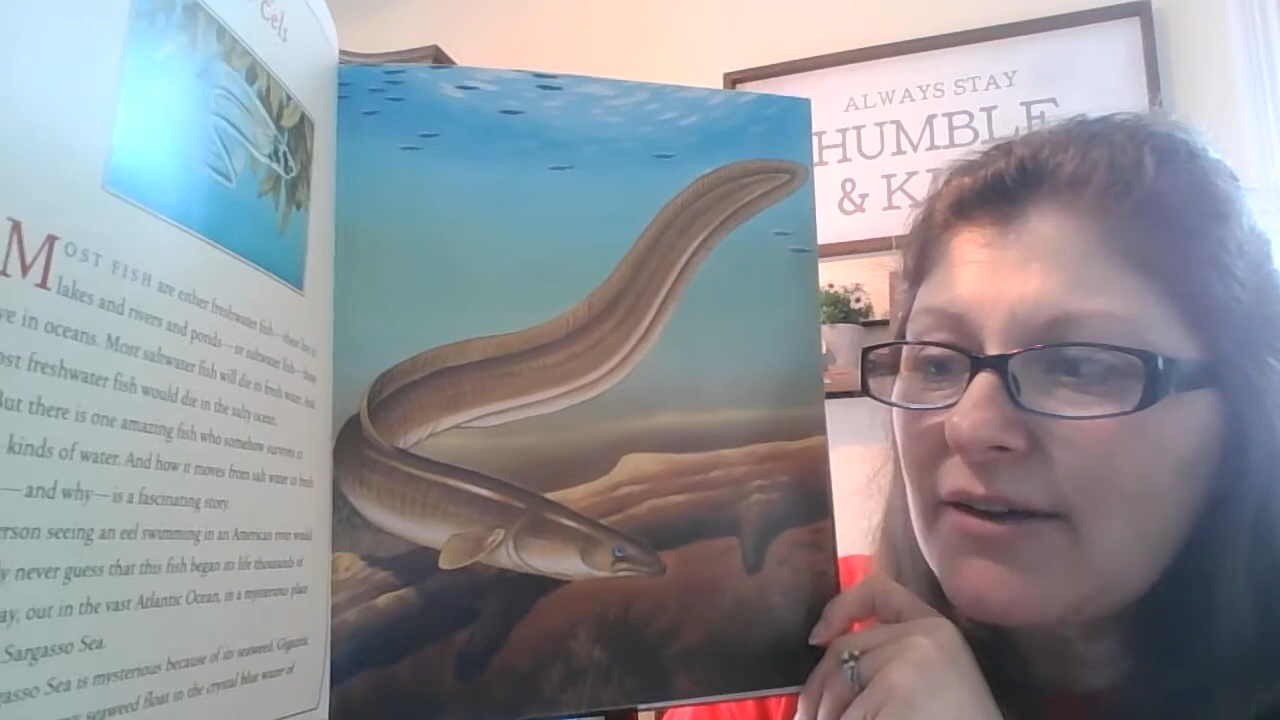 Eels
MOST FISH are either freshwater fish—these live in
lakes and rivers and ponds—or saltwater fish—these
ve in oceans. Most saltwater fish will die in fresh water. And
ost freshwater fish would die in the salty ocean.
But there is one amazing fish who somehow survives in
kinds of water. And how it moves from salt water to fresh
—and why—is a fascinating story.
erson seeing an eel swimming in an American river would
ly never guess that this fish began its life thousands of
ay, out in the vast Atlantic Ocean, in a mysterious place
Sargasso Sea.
gasso Sea is mysterious because of its seaweed. Gigantic
seaweed float in the crystal blue water of
ALWAYS STAY
HUMBLE
& K